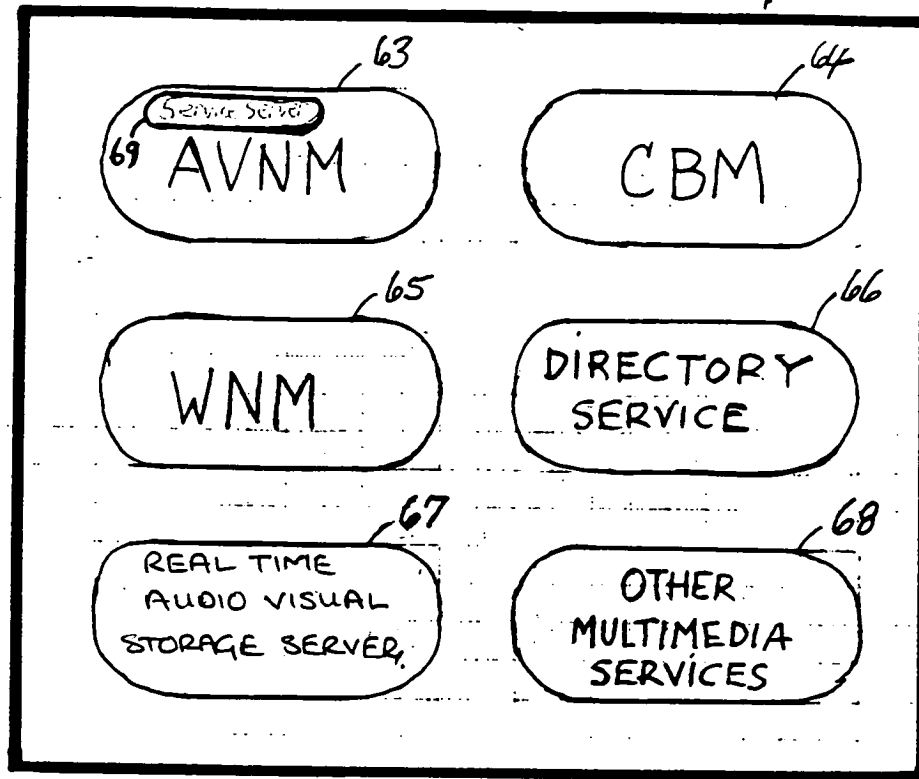 63
64
Service Server
69
AVNM
CBM
65
66
WNM
DIRECTORY
SERVICE
67
68
REAL TIME
AUDIO VISUAL
STORAGE SERVER
OTHER
MULTIMEDIA
SERVICES